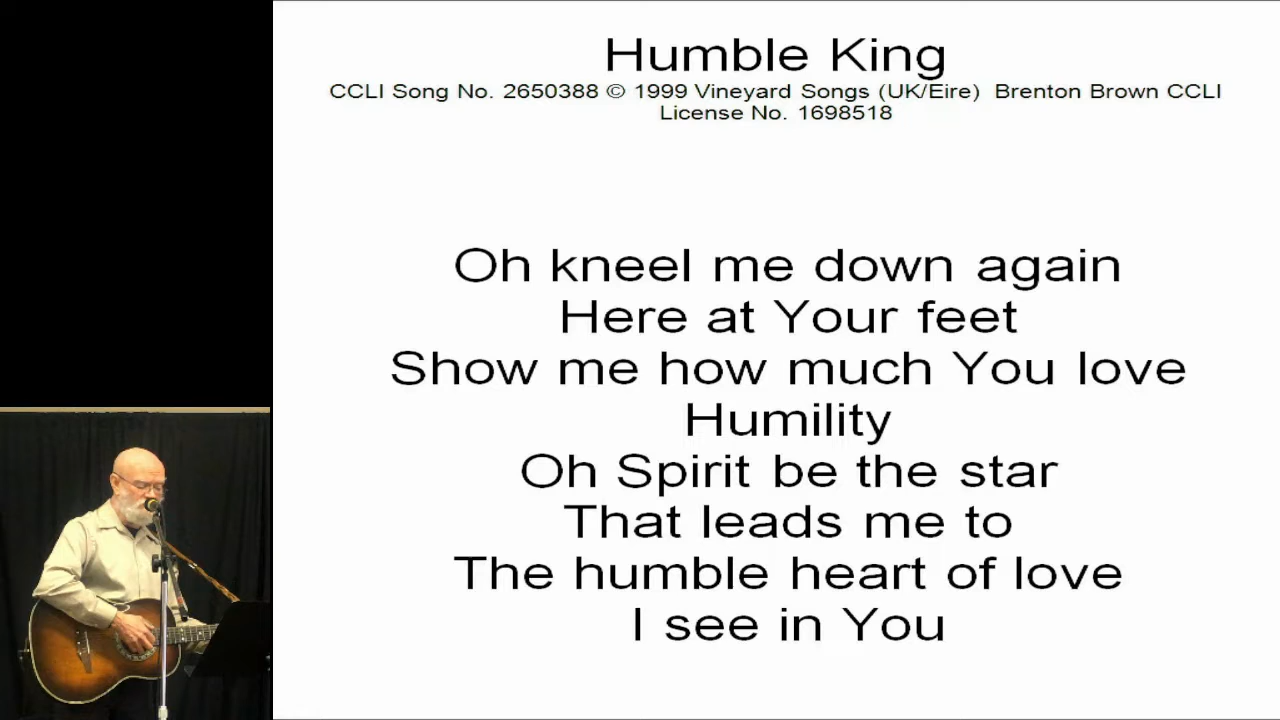 Humble King
CCLI Song No. 2650388 © 1999 Vineyard Songs (UK/Eire) Brenton Brown CCLI
License No. 1698518
Oh kneel me down again
Here at Your feet
Show me how much You love
Humility
Oh Spirit be the star
That leads me to
The humble heart of love
I see in You